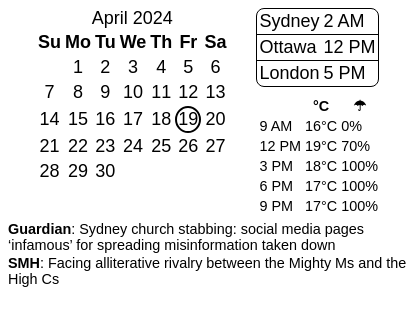 April 2024
Su Mo Tu We Th Fr Sa
1 2 3 4 5 6
7 8 9 10 11 12 13
14 15 16 17 18 19 20
21 22 23 24 25 26 27
28 29 30
Sydney 2 AM
Ottawa 12 PM
London 5 PM
°C ☂
9 AM 16°C 0%
12 PM 19°C 70%
3 PM 18°C 100%
6 PM 17°C 100%
9 PM 17°C 100%
Guardian: Sydney church stabbing: social media pages
‘infamous’ for spreading misinformation taken down
SMH: Facing alliterative rivalry between the Mighty Ms and the
High Cs